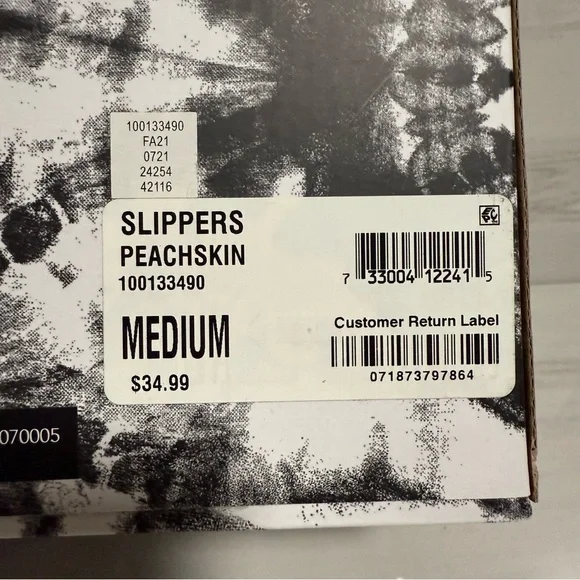 100133490
FA21
0721
24254
42116
SLIPPERS
PEACHSKIN
100133490
7 33004 12241 5
MEDIUM
Customer Return Label
$34.99
071873797864
070005